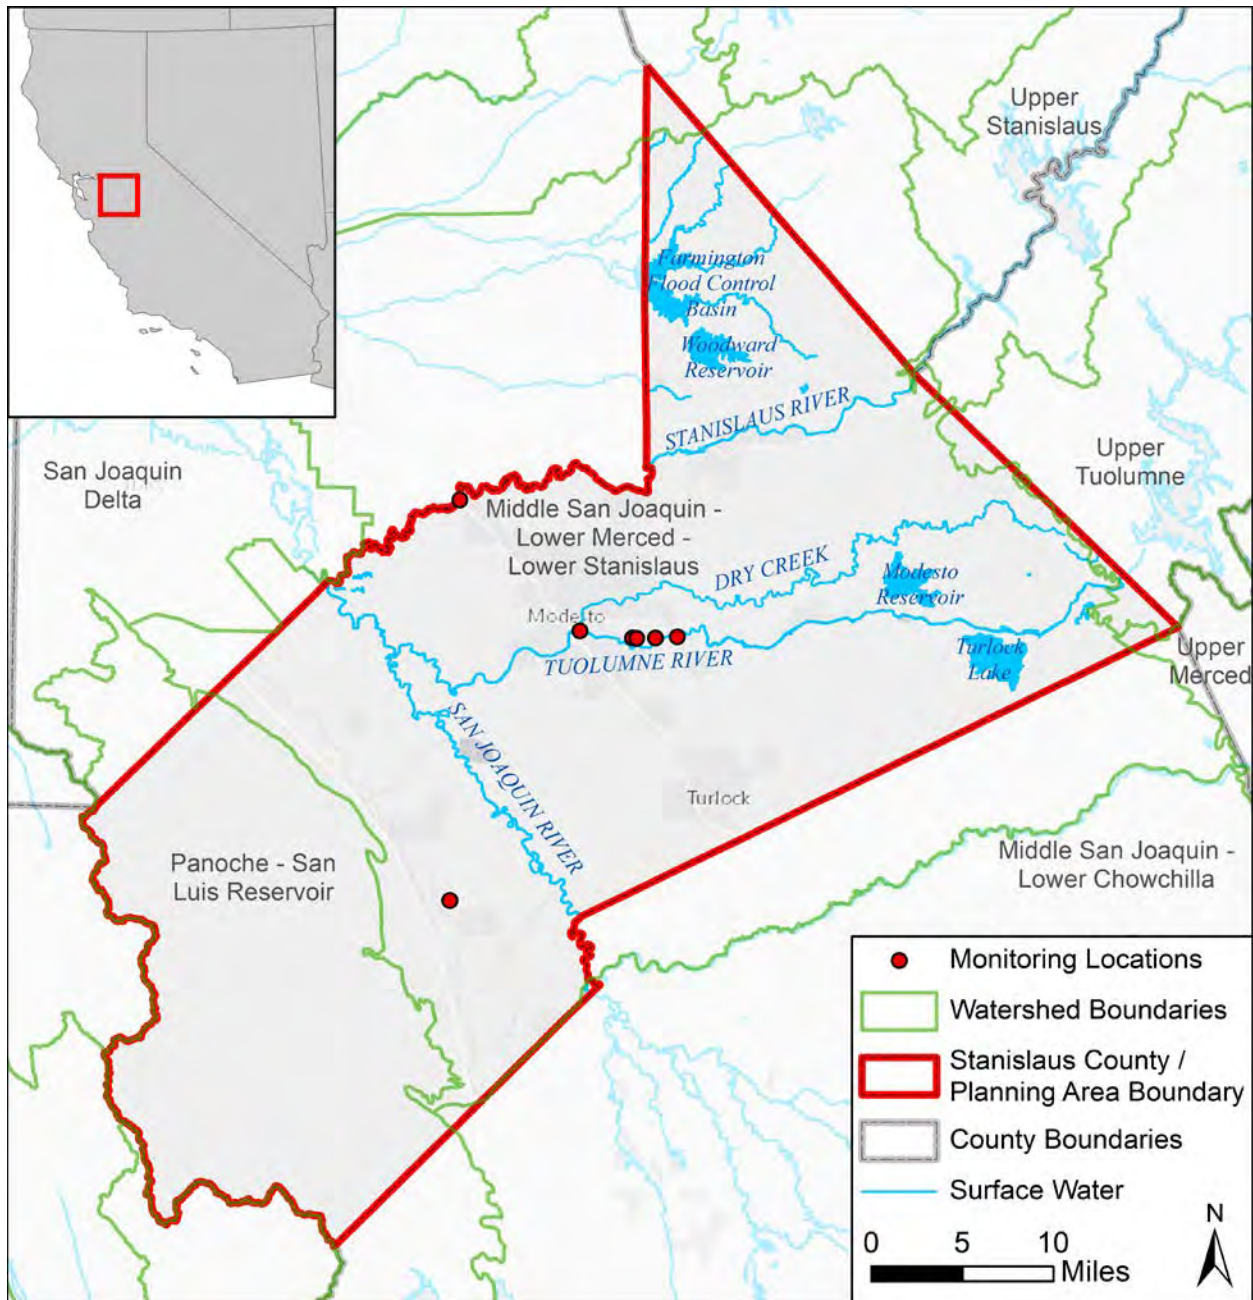 Upper
Stanislaus
Farmington
Flood Control
Basin
Woodward
Reservoir
STANISLAUS RIVER
San Joaquin
Delta
Upper
Tuolumne
Middle San Joaquin -
Lower Merced -
Lower Stanislaus
DRY CREEK
Modesto
Reservoir
Modesto
TUOLUMNE RIVER
Turlock
Lake
Upper
Merced
SAN JOAQUIN RIVER
Turlock
Panoche - San
Luis Reservoir
Middle San Joaquin -
Lower Chowchilla
Monitoring Locations
Watershed Boundaries
Stanislaus County /
Planning Area Boundary
County Boundaries
Surface Water
N
0 5 10
Miles